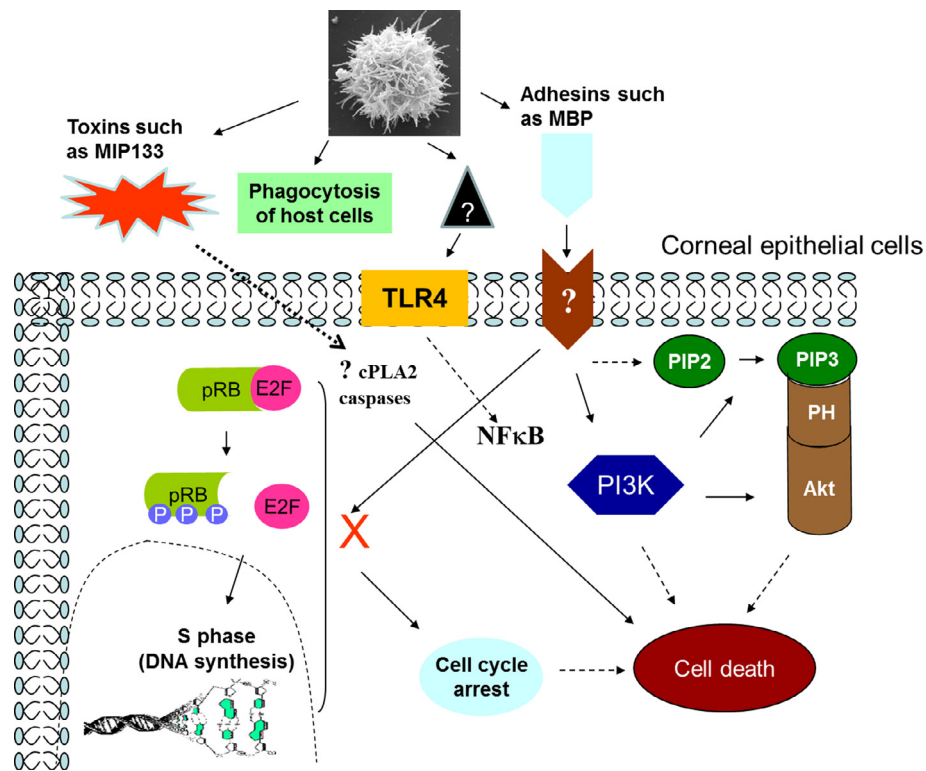 Adhesins such
as MBP
Toxins such
as MIP133
Phagocytosis
of host cells
?
Corneal epithelial cells
TLR4
?
? cPLA2
caspases
PIP2
PIP3
pRB
E2F
PH
NFκB
PI3K
Akt
pRB
E2F
P P P
X
S phase
(DNA synthesis)
Cell cycle
arrest
Cell death